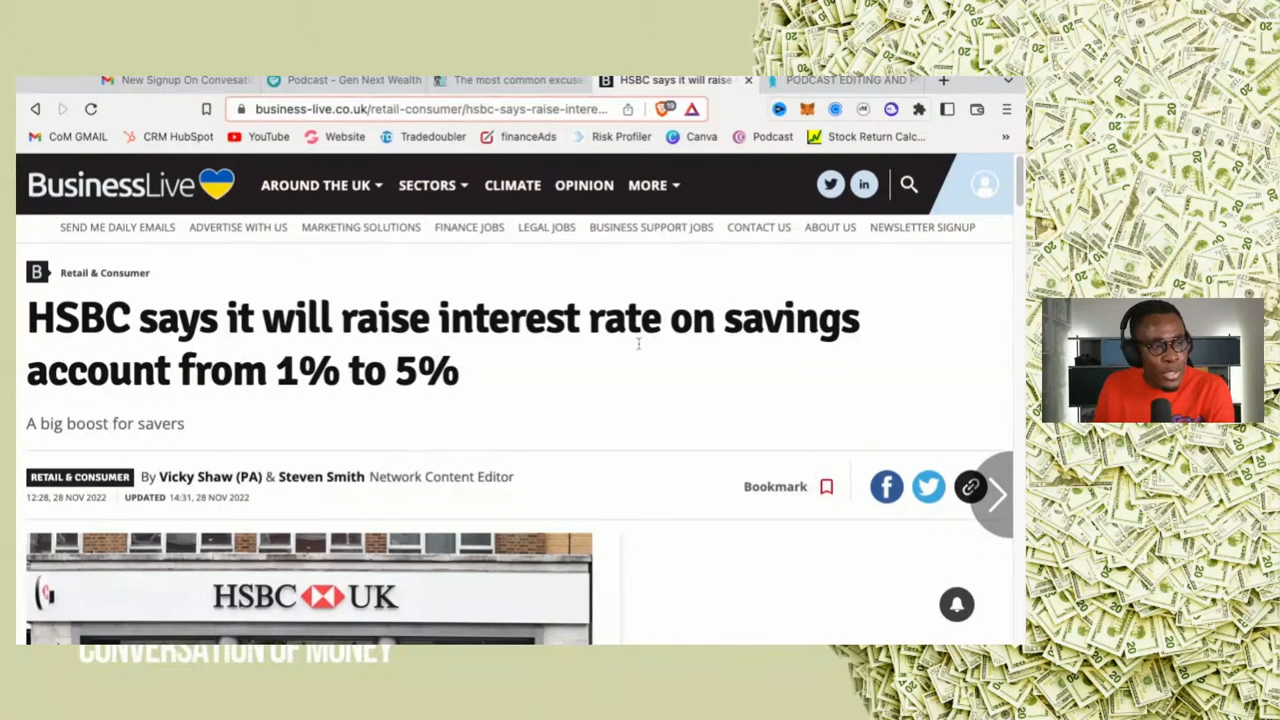 New Signup On Convesati
Podcast – Gen Next Wealth
The most common excuse
HSBC says it will raise
PODCAST EDITING AND P
business-live.co.uk/retail-consumer/hsbc-says-raise-intere...
CoM GMAIL
CRM HubSpot
YouTube
Website
Tradedoubler
financeAds
Risk Profiler
Canva
Podcast
Stock Return Calc...
BusinessLive
AROUND THE UK
SECTORS
CLIMATE
OPINION
MORE
SEND ME DAILY EMAILS
ADVERTISE WITH US
MARKETING SOLUTIONS
FINANCE JOBS
LEGAL JOBS
BUSINESS SUPPORT JOBS
CONTACT US
ABOUT US
NEWSLETTER SIGNUP
B Retail & Consumer
HSBC says it will raise interest rate on savings
account from 1% to 5%
A big boost for savers
RETAIL & CONSUMER By Vicky Shaw (PA) & Steven Smith Network Content Editor
12:28, 28 NOV 2022 UPDATED 14:31, 28 NOV 2022
Bookmark
HSBC UK
CONVERSATION OF MONEY